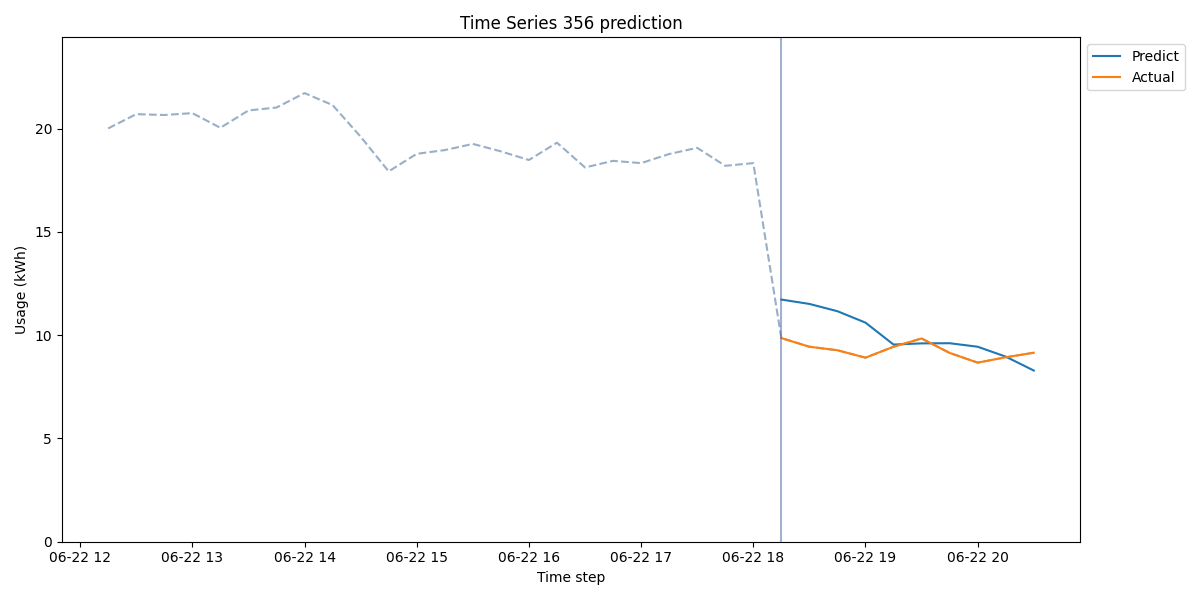 Time Series 356 prediction
Predict
Actual
Usage (kWh)
20
15
10
5
0
06-22 12
06-22 13
06-22 14
06-22 15
06-22 16
06-22 17
06-22 18
06-22 19
06-22 20
Time step